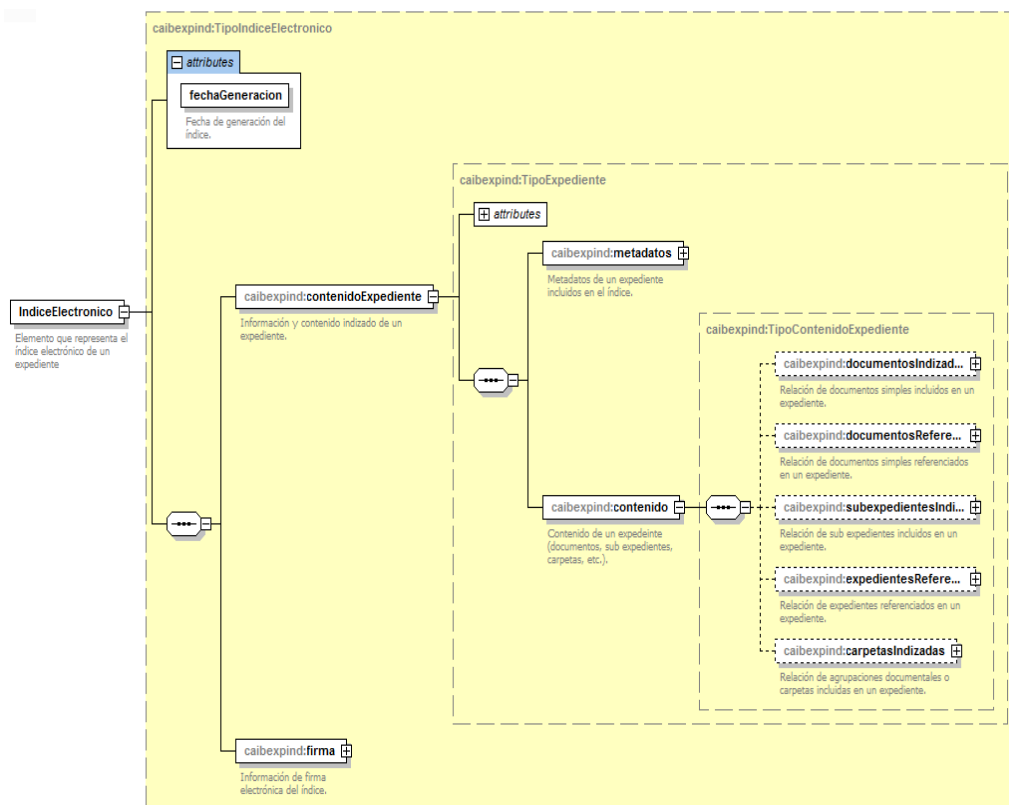 caibexpind:TipoIndiceElectronico
attributes
fechaGeneracion
Fecha de generación del
índice.
caibexpind:TipoExpediente
attributes
caibexpind:metadatos
Metadatos de un expediente
incluidos en el índice.
IndiceElectronico
Elemento que representa el
índice electrónico de un
expediente
caibexpind:contenidoExpediente
Información y contenido indizado de un
expediente.
caibexpind:TipoContenidoExpediente
caibexpind:documentosIndizad...
Relación de documentos simples incluidos en un
expediente.
caibexpind:documentosRefere...
Relación de documentos simples referenciados
en un expediente.
caibexpind:contenido
Contenido de un expedeinte
(documentos, sub expedientes,
carpetas, etc.).
caibexpind:subexpedientesIndi...
Relación de sub expedientes incluidos en un
expediente.
caibexpind:expedientesRefere...
Relación de expedientes referenciados en un
expediente.
caibexpind:carpetasIndizadas
Relación de agrupaciones documentales o
carpetas incluidas en un expediente.
caibexpind:firma
Información de firma
electrónica del índice.